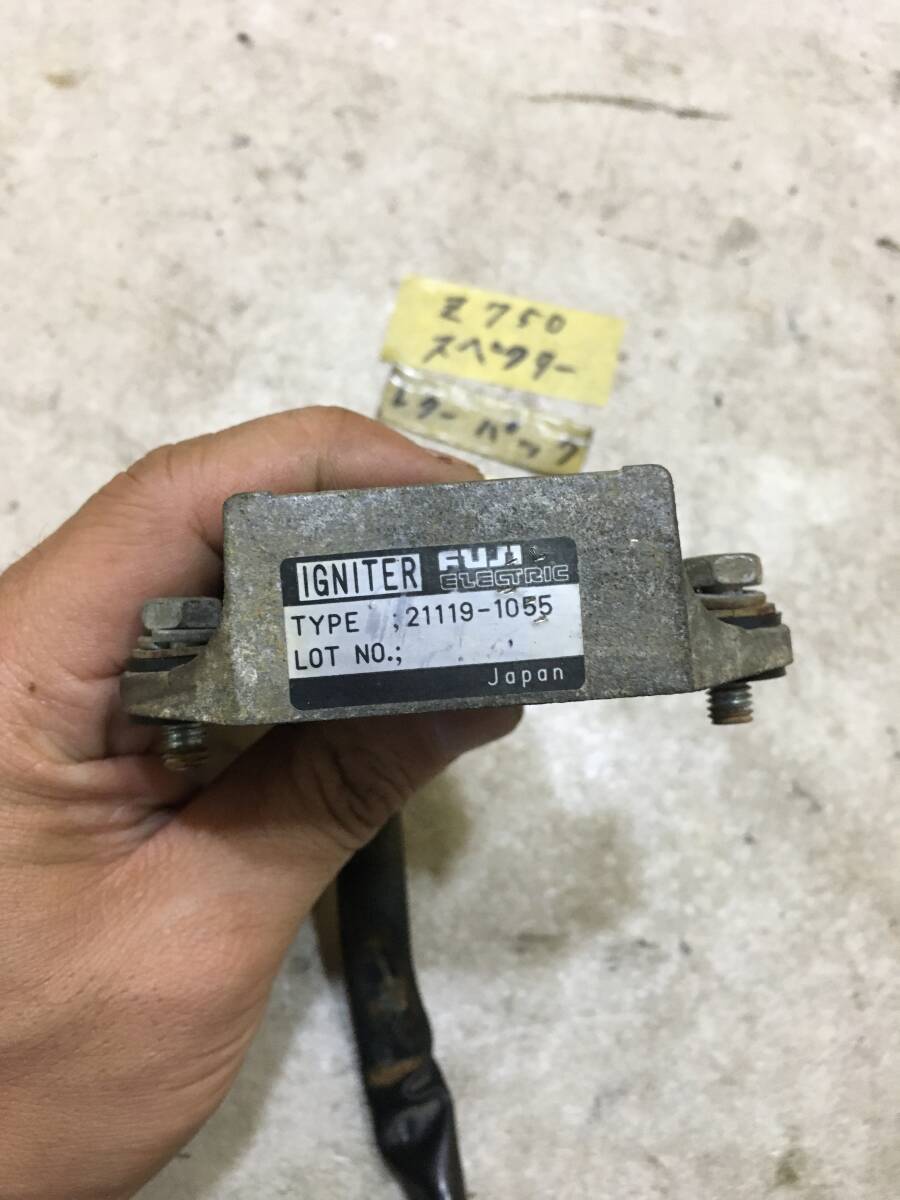 Z750
スペクター
レターパック
IGNITER FUJI ELECTRIC
TYPE ; 21119-1055
LOT NO.;
Japan